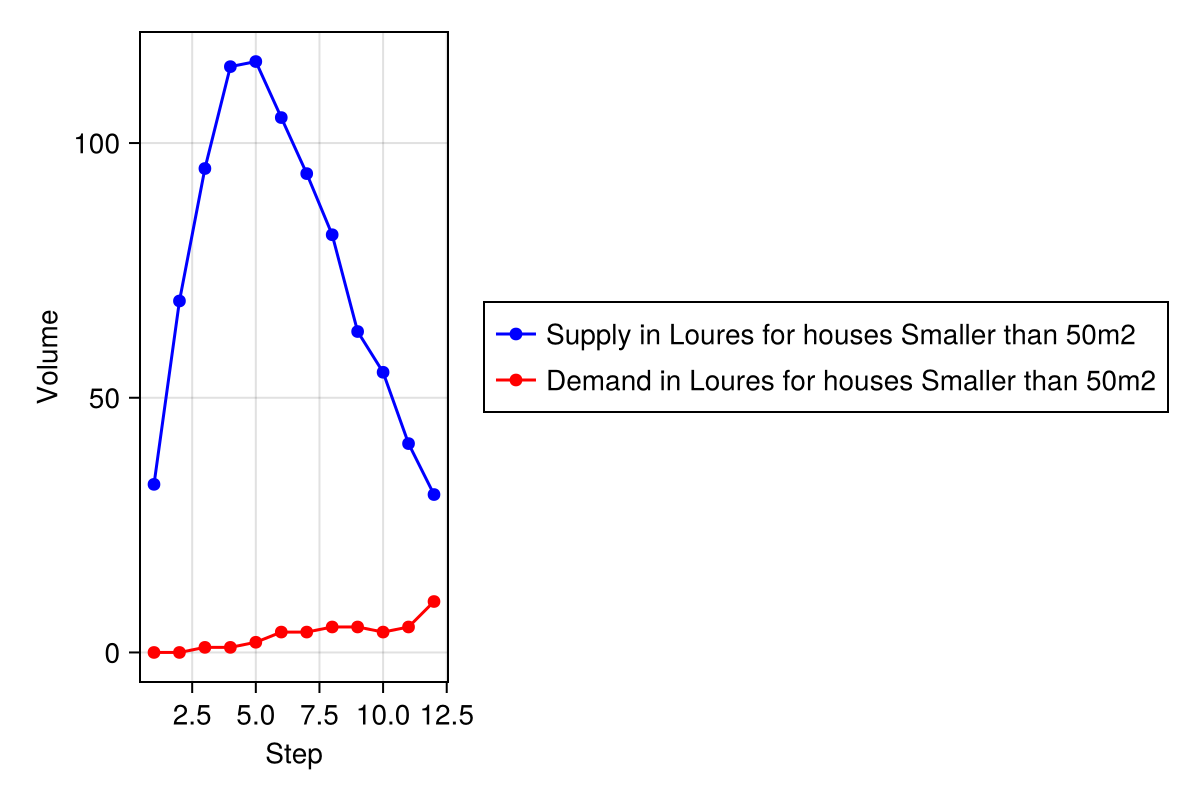 100
50
0
Volume
2.5 5.0 7.5 10.0 12.5
Step
Supply in Loures for houses Smaller than 50m2
Demand in Loures for houses Smaller than 50m2